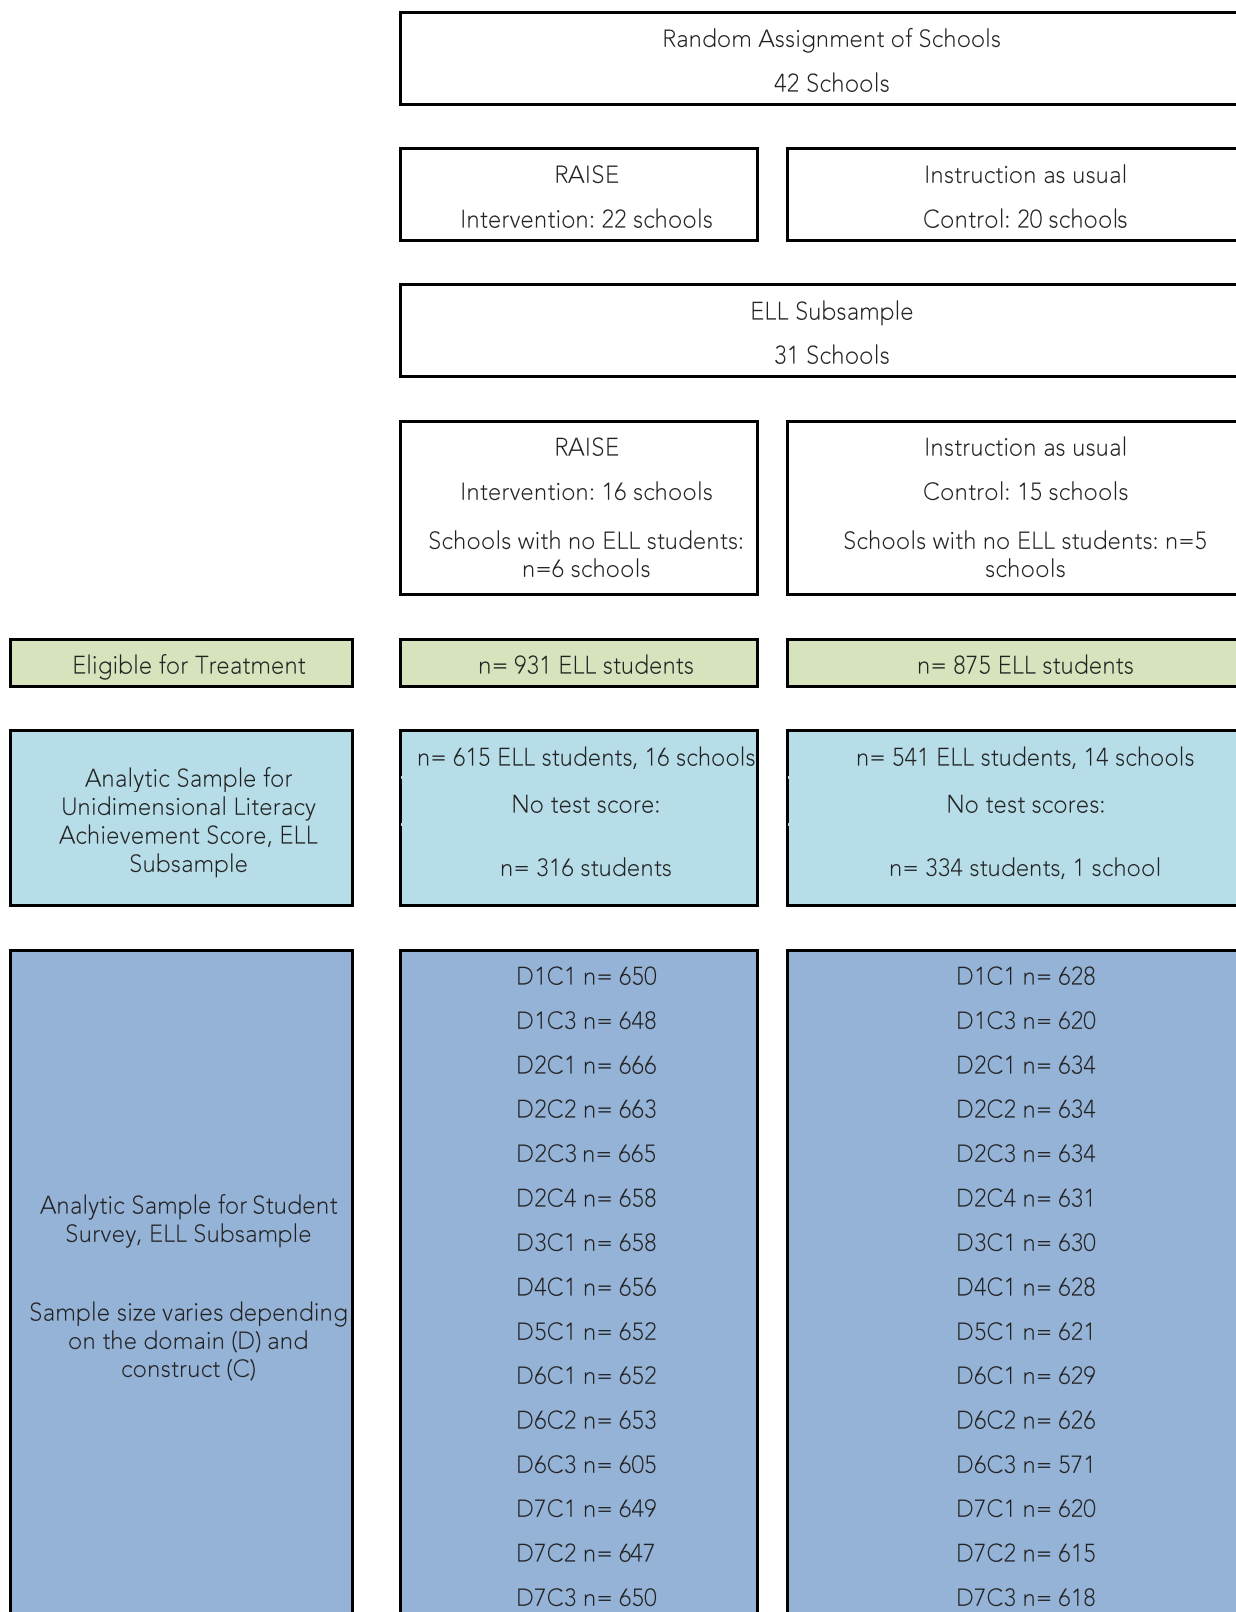 Random Assignment of Schools
42 Schools
RAISE
Intervention: 22 schools
Instruction as usual
Control: 20 schools
ELL Subsample
31 Schools
RAISE
Intervention: 16 schools
Schools with no ELL students:
n=6 schools
Instruction as usual
Control: 15 schools
Schools with no ELL students: n=5
schools
Eligible for Treatment
n= 931 ELL students
n= 875 ELL students
Analytic Sample for
Unidimensional Literacy
Achievement Score, ELL
Subsample
n= 615 ELL students, 16 schools
No test score:
n= 316 students
n= 541 ELL students, 14 schools
No test scores:
n= 334 students, 1 school
Analytic Sample for Student
Survey, ELL Subsample
Sample size varies depending
on the domain (D) and
construct (C)
D1C1 n= 650
D1C3 n= 648
D2C1 n= 666
D2C2 n= 663
D2C3 n= 665
D2C4 n= 658
D3C1 n= 658
D4C1 n= 656
D5C1 n= 652
D6C1 n= 652
D6C2 n= 653
D6C3 n= 605
D7C1 n= 649
D7C2 n= 647
D7C3 n= 650
D1C1 n= 628
D1C3 n= 620
D2C1 n= 634
D2C2 n= 634
D2C3 n= 634
D2C4 n= 631
D3C1 n= 630
D4C1 n= 628
D5C1 n= 621
D6C1 n= 629
D6C2 n= 626
D6C3 n= 571
D7C1 n= 620
D7C2 n= 615
D7C3 n= 618